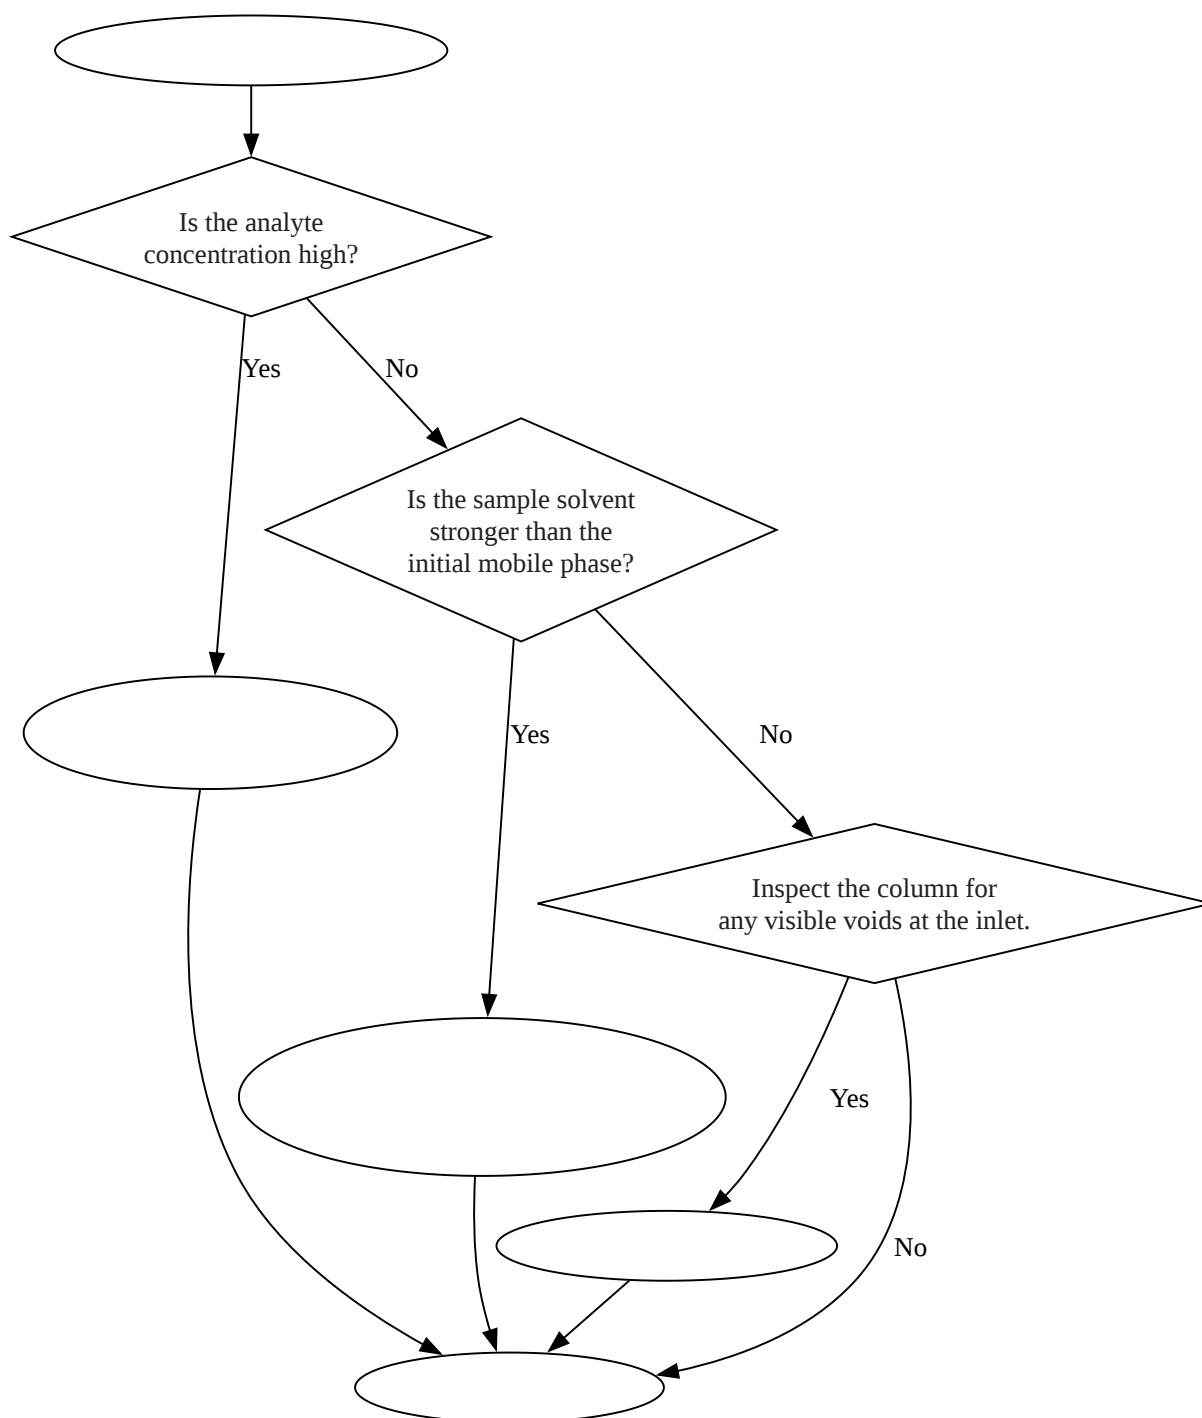 Is the analyte
concentration high?
Yes
No
Is the sample solvent
stronger than the
initial mobile phase?
Yes
No
Inspect the column for
any visible voids at the inlet.
Yes
No